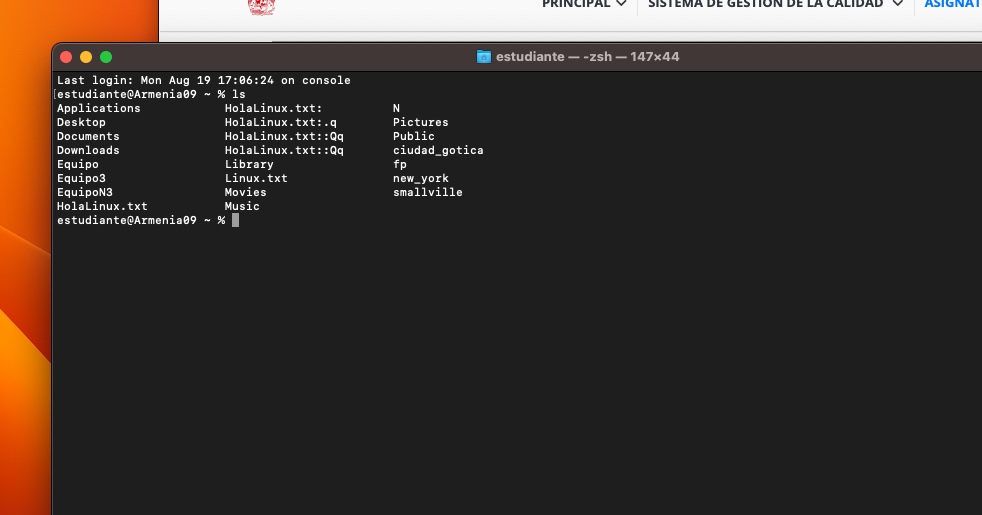 PRINCIPAL SISTEMA DE GESTIÓN DE LA CALIDAD
estudiante — -zsh — 147×44
Last login: Mon Aug 19 17:06:24 on console
[estudiante@Armenia09 ~ % ls
Applications HolaLinux.txt: N
Desktop HolaLinux.txt:.q Pictures
Documents HolaLinux.txt::Qq Public
Downloads HolaLinux.txt::Qq ciudad_gotica
Equipo Library fp
Equipo3 Linux.txt new_york
EquipoN3 Movies smallville
HolaLinux.txt Music
estudiante@Armenia09 ~ %